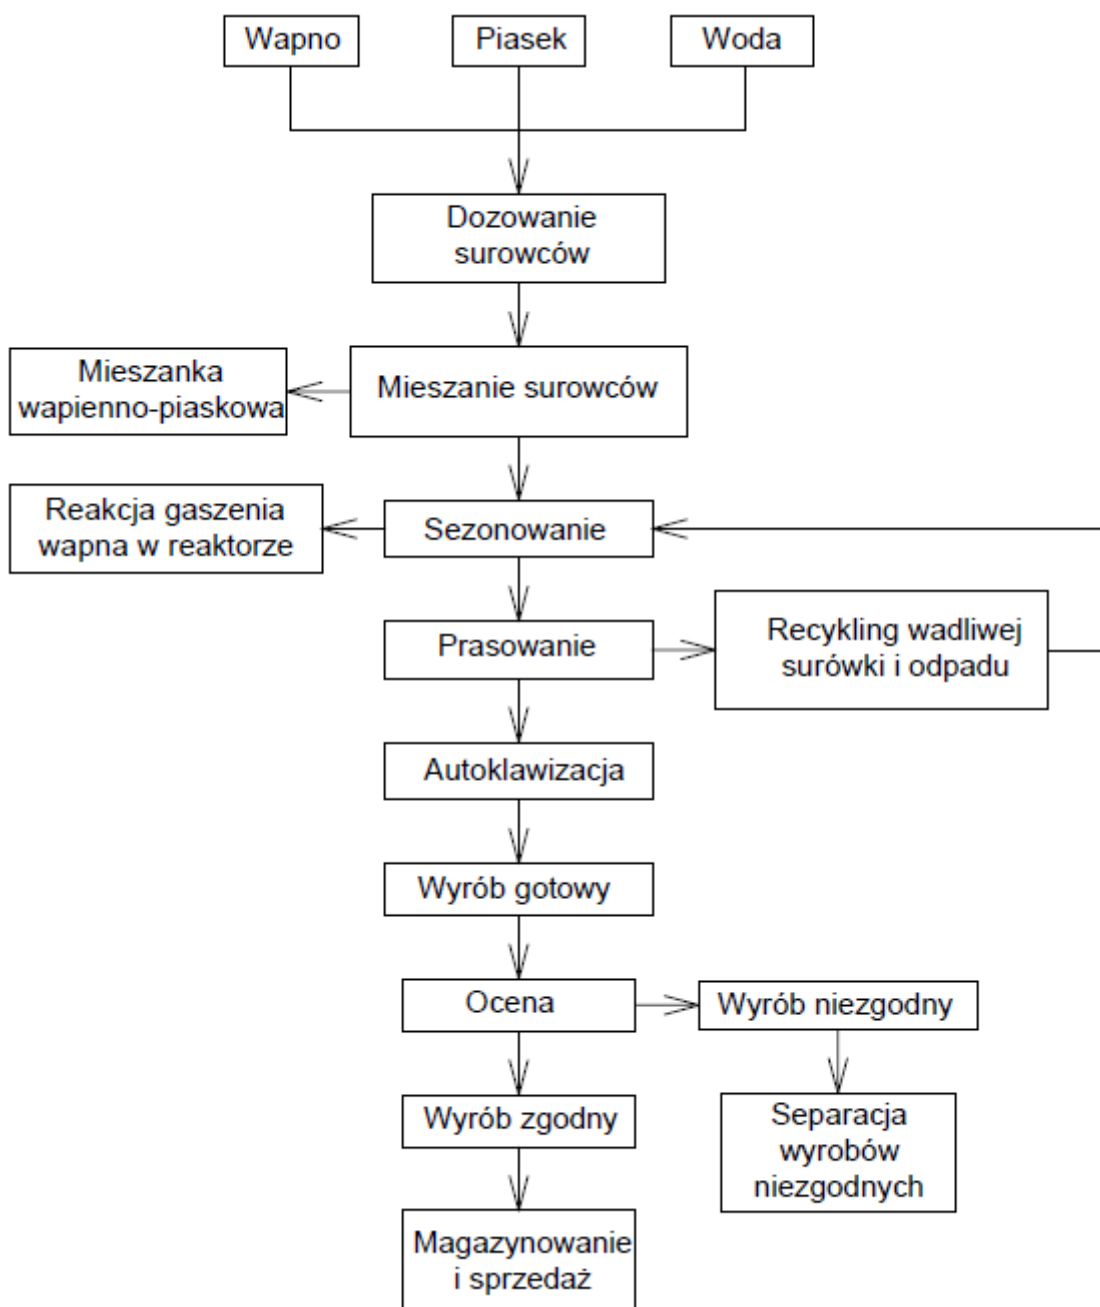 Wapno
Piasek
Woda
Dozowanie
surowców
Mieszanka
wapienno-piaskowa
Mieszanie surowców
Reakcja gaszenia
wapna w reaktorze
Sezonowanie
Prasowanie
Recykling wadliwej
surówki i odpadu
Autoklawizacja
Wyrób gotowy
Ocena
Wyrób niezgodny
Wyrób zgodny
Separacja
wyrobów
niezgodnych
Magazynowanie
i sprzedaż